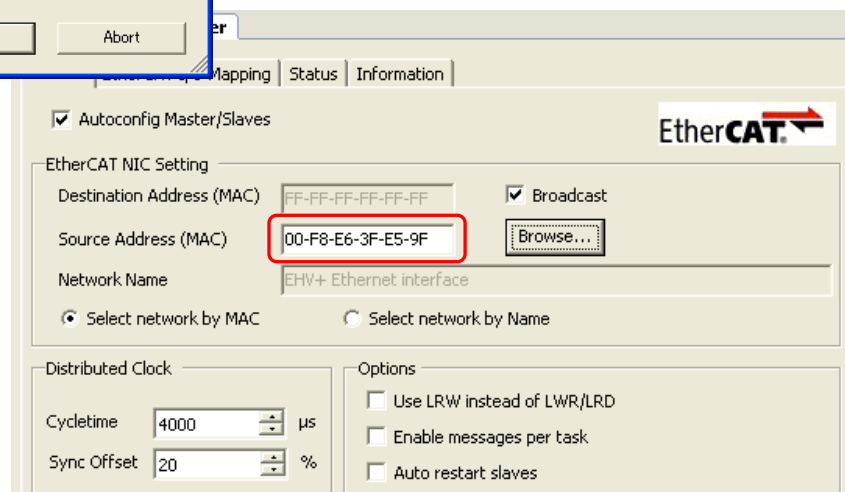 Abort
er
Mapping Status Information
Autoconfig Master/Slaves
EtherCAT.
EtherCAT NIC Setting
Destination Address (MAC) FF-FF-FF-FF-FF-FF Broadcast
Source Address (MAC) 00-F8-E6-3F-E5-9F Browse...
Network Name EHV+ Ethernet interface
Select network by MAC Select network by Name
Distributed Clock Options
Use LRW instead of LWR/LRD
Cycletime 4000 µs
Enable messages per task
Sync Offset 20 %
Auto restart slaves